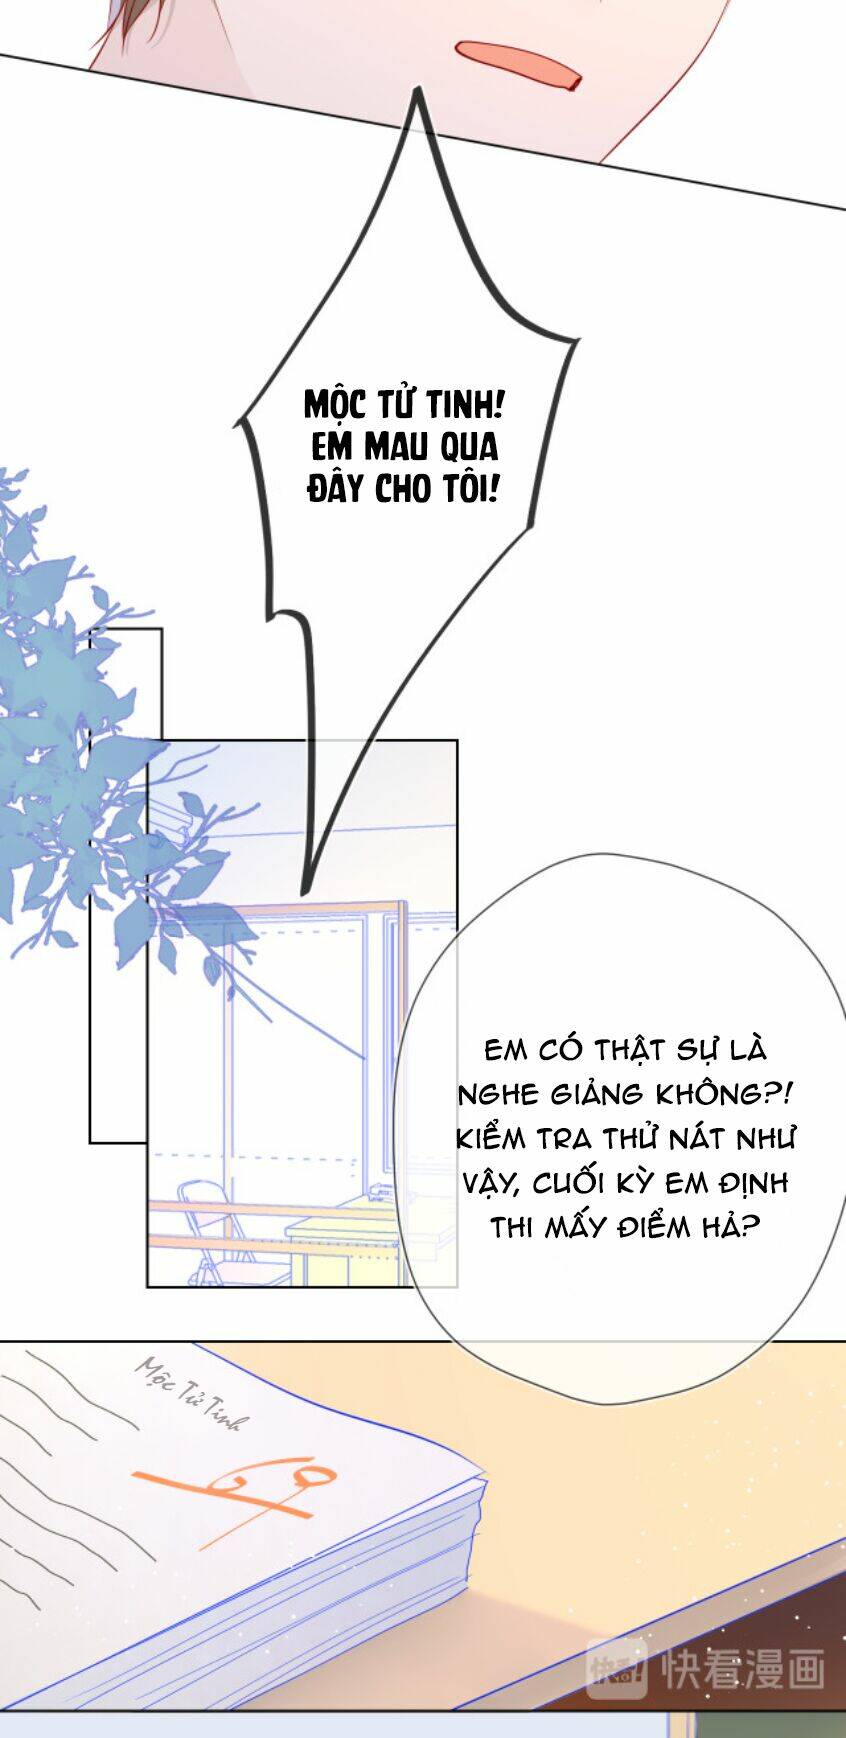 MỘC TỬ TINH!
EM MAU QUA
ĐÂY CHO TÔI!
EM CÓ THẬT SỰ LÀ
NGHE GIẢNG KHÔNG?!
KIỂM TRA THỬ NÁT NHƯ
VẬY, CUỐI KỲ EM ĐỊNH
THI MẤY ĐIỂM HẢ?
Mộc Tử Tinh
快看! 快看漫画